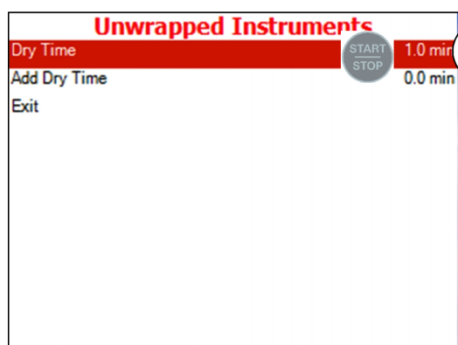 Unwrapped Instruments
Dry Time START STOP 1.0 min
Add Dry Time 0.0 min
Exit